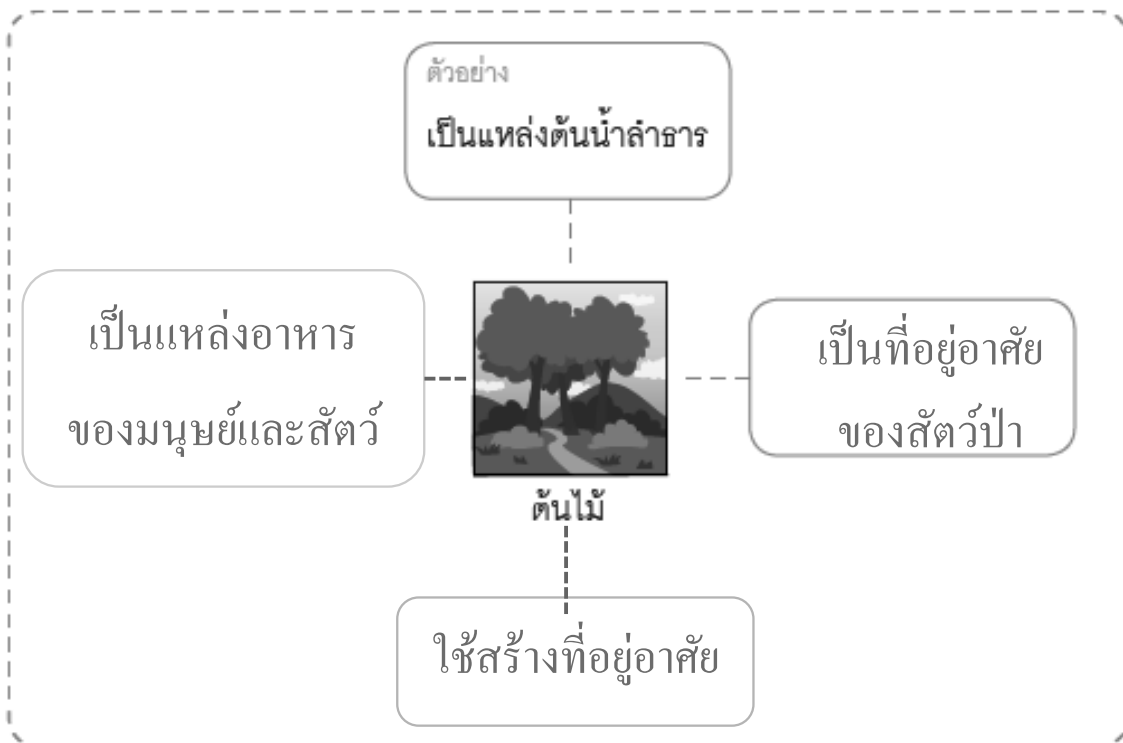 ตัวอย่าง
เป็นแหล่งต้นน้ำลำธาร
เป็นแหล่งอาหาร
ของมนุษย์และสัตว์
เป็นที่อยู่อาศัย
ของสัตว์ป่า
ต้นไม้
ใช้สร้างที่อยู่อาศัย